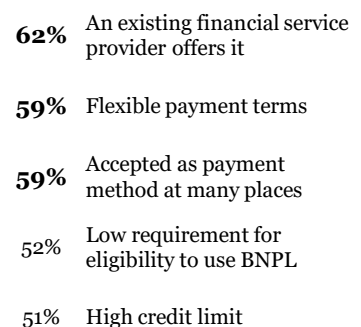 62% An existing financial service
provider offers it
59% Flexible payment terms
59% Accepted as payment
method at many places
52% Low requirement for
eligibility to use BNPL
51% High credit limit